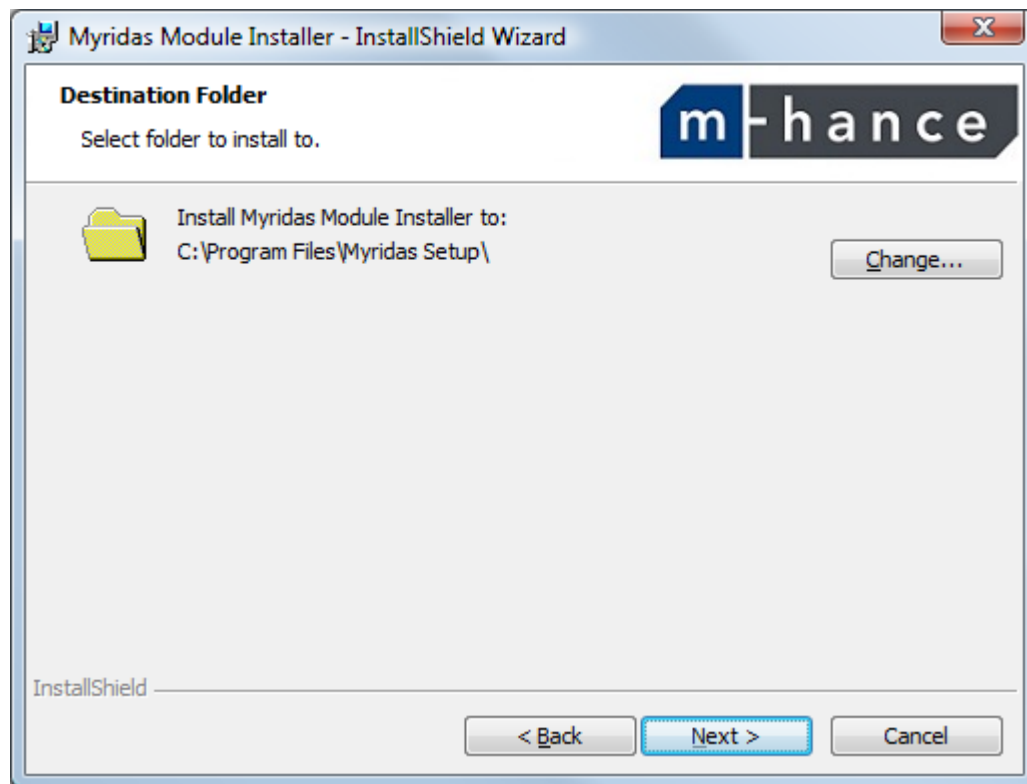 Myridas Module Installer - InstallShield Wizard
Destination Folder
Select folder to install to.
m-hance
Install Myridas Module Installer to:
C:\Program Files\Myridas Setup\
Change...
InstallShield
< Back
Next >
Cancel